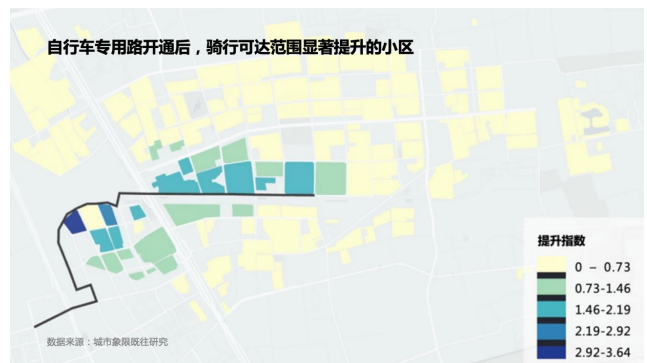 自行车专用路开通后，骑行可达范围显著提升的小区
提升指数
0 – 0.73
0.73-1.46
1.46-2.19
2.19-2.92
2.92-3.64
数据来源：城市象限既往研究